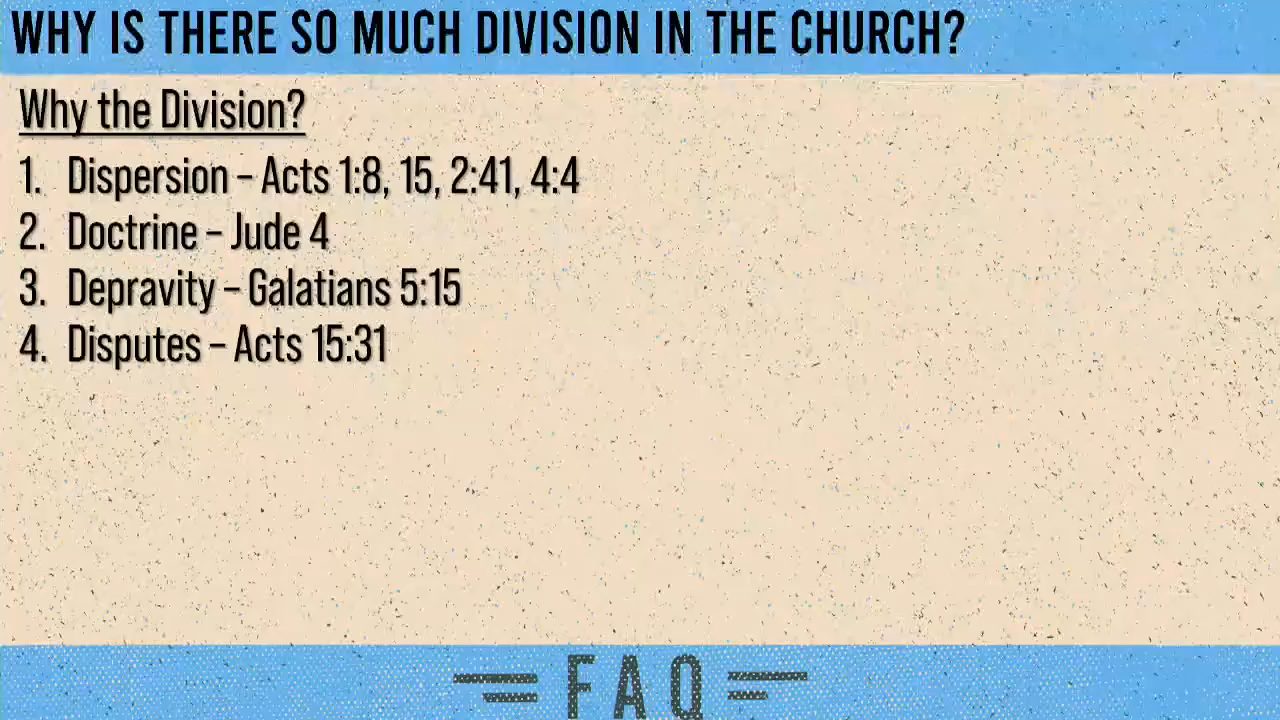 WHY IS THERE SO MUCH DIVISION IN THE CHURCH?
Why the Division?
1. Dispersion – Acts 1:8, 15, 2:41, 4:4
2. Doctrine – Jude 4
3. Depravity – Galatians 5:15
4. Disputes – Acts 15:31
FAQ